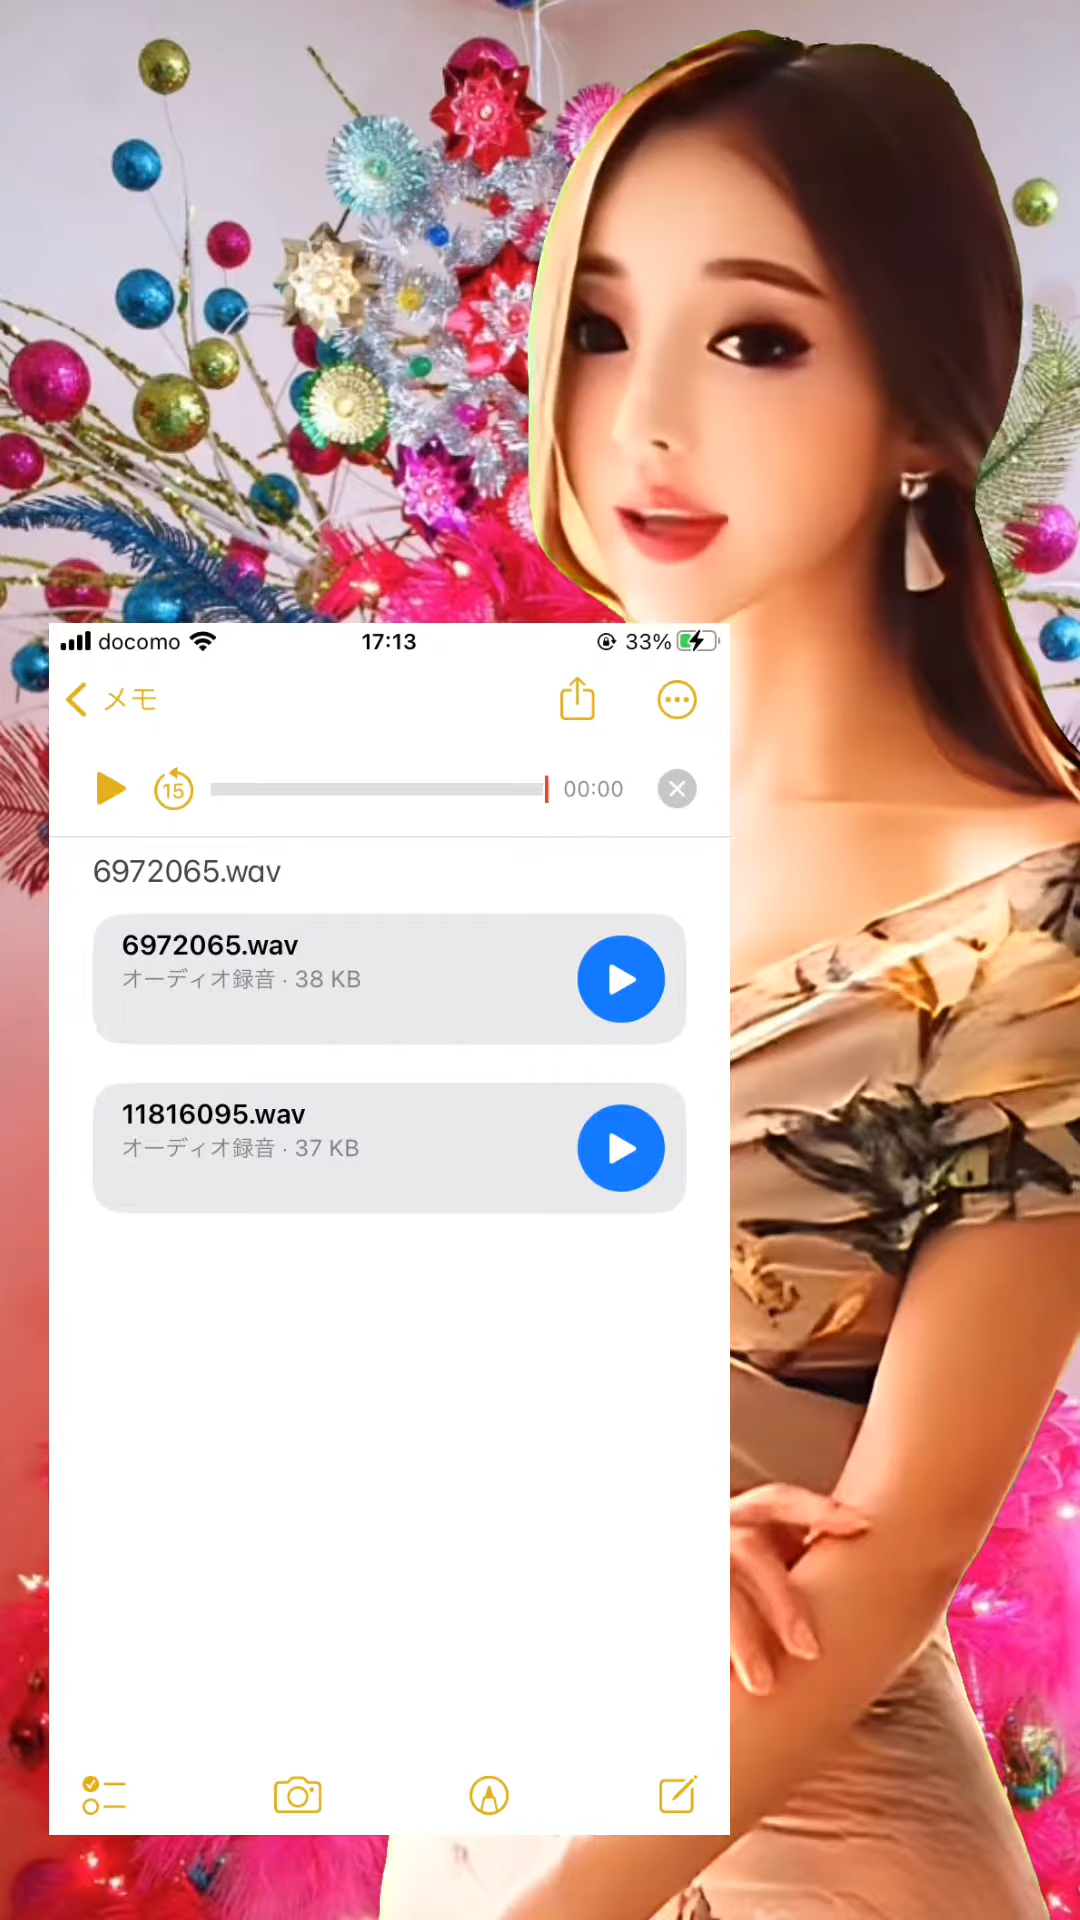 docomo 17:13 33%
メモ
15 00:00
6972065.wav
6972065.wav
オーディオ録音 · 38 KB
11816095.wav
オーディオ録音 · 37 KB